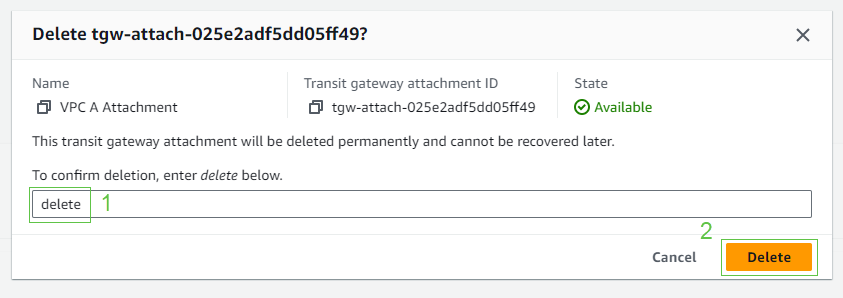 Delete tgw-attach-025e2adf5dd05ff49?
Name
Transit gateway attachment ID
State
VPC A Attachment
tgw-attach-025e2adf5dd05ff49
Available
This transit gateway attachment will be deleted permanently and cannot be recovered later.
To confirm deletion, enter delete below.
delete 1
2
Cancel
Delete